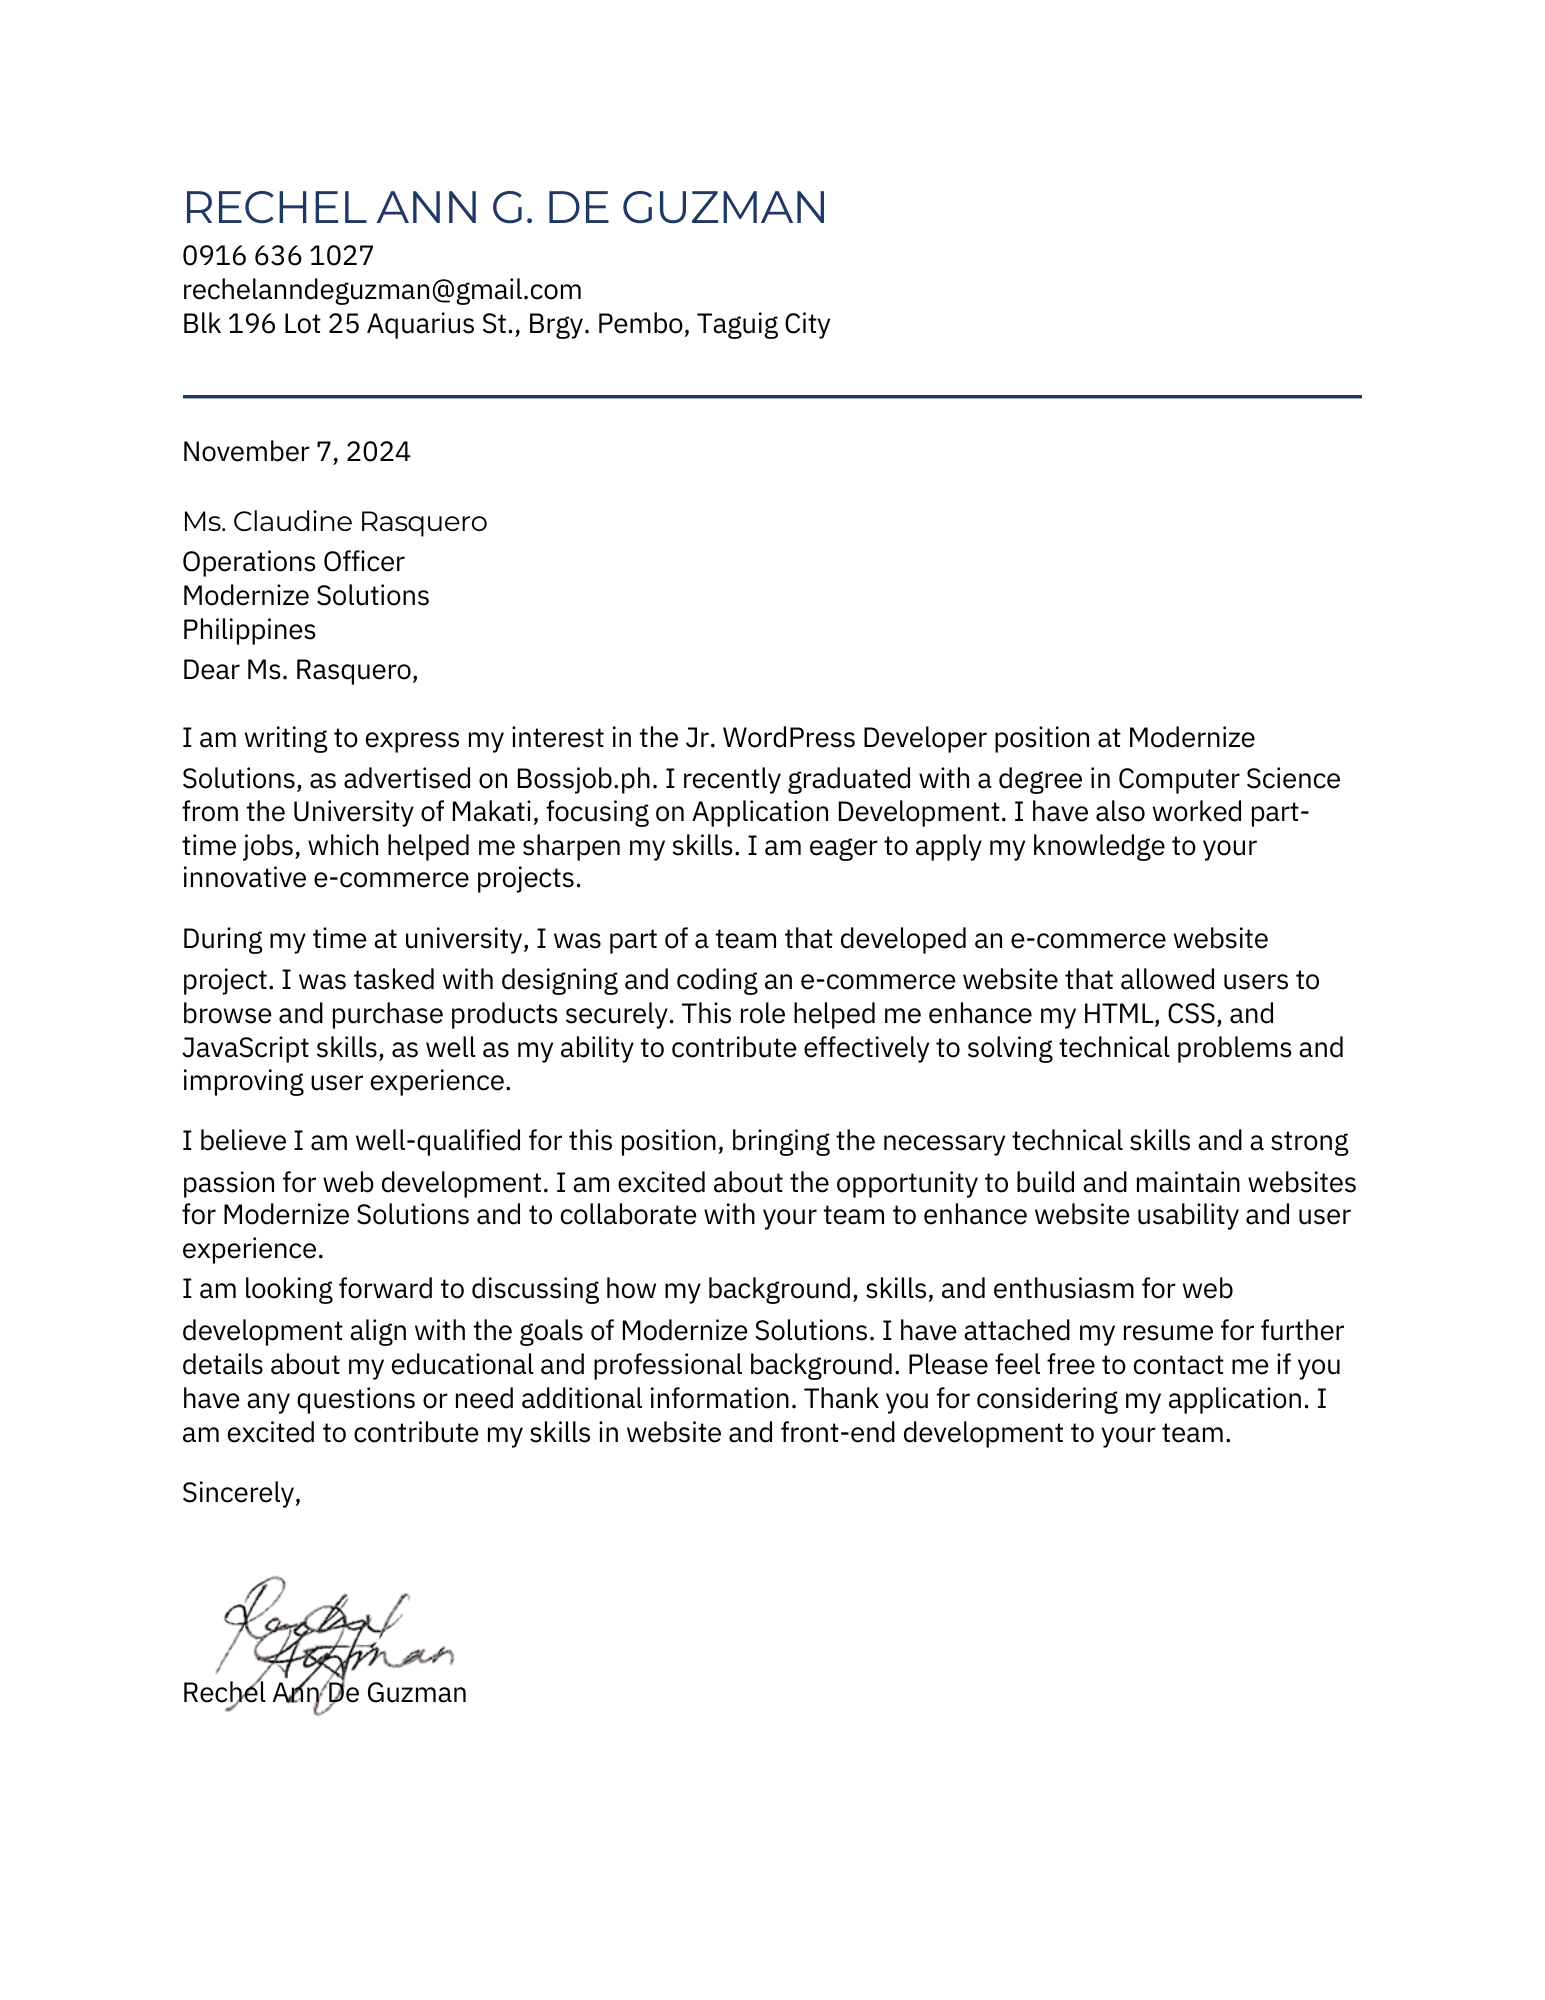 RECHEL ANN G. DE GUZMAN
0916 636 1027
rechelanndeguzman@gmail.com
Blk 196 Lot 25 Aquarius St., Brgy. Pembo, Taguig City
November 7, 2024
Ms. Claudine Rasquero
Operations Officer
Modernize Solutions
Philippines
Dear Ms. Rasquero,
I am writing to express my interest in the Jr. WordPress Developer position at Modernize
Solutions, as advertised on Bossjob.ph. I recently graduated with a degree in Computer Science
from the University of Makati, focusing on Application Development. I have also worked part-
time jobs, which helped me sharpen my skills. I am eager to apply my knowledge to your
innovative e-commerce projects.
During my time at university, I was part of a team that developed an e-commerce website
project. I was tasked with designing and coding an e-commerce website that allowed users to
browse and purchase products securely. This role helped me enhance my HTML, CSS, and
JavaScript skills, as well as my ability to contribute effectively to solving technical problems and
improving user experience.
I believe I am well-qualified for this position, bringing the necessary technical skills and a strong
passion for web development. I am excited about the opportunity to build and maintain websites
for Modernize Solutions and to collaborate with your team to enhance website usability and user
experience.
I am looking forward to discussing how my background, skills, and enthusiasm for web
development align with the goals of Modernize Solutions. I have attached my resume for further
details about my educational and professional background. Please feel free to contact me if you
have any questions or need additional information. Thank you for considering my application. I
am excited to contribute my skills in website and front-end development to your team.
Sincerely,
Rechel Ann De Guzman